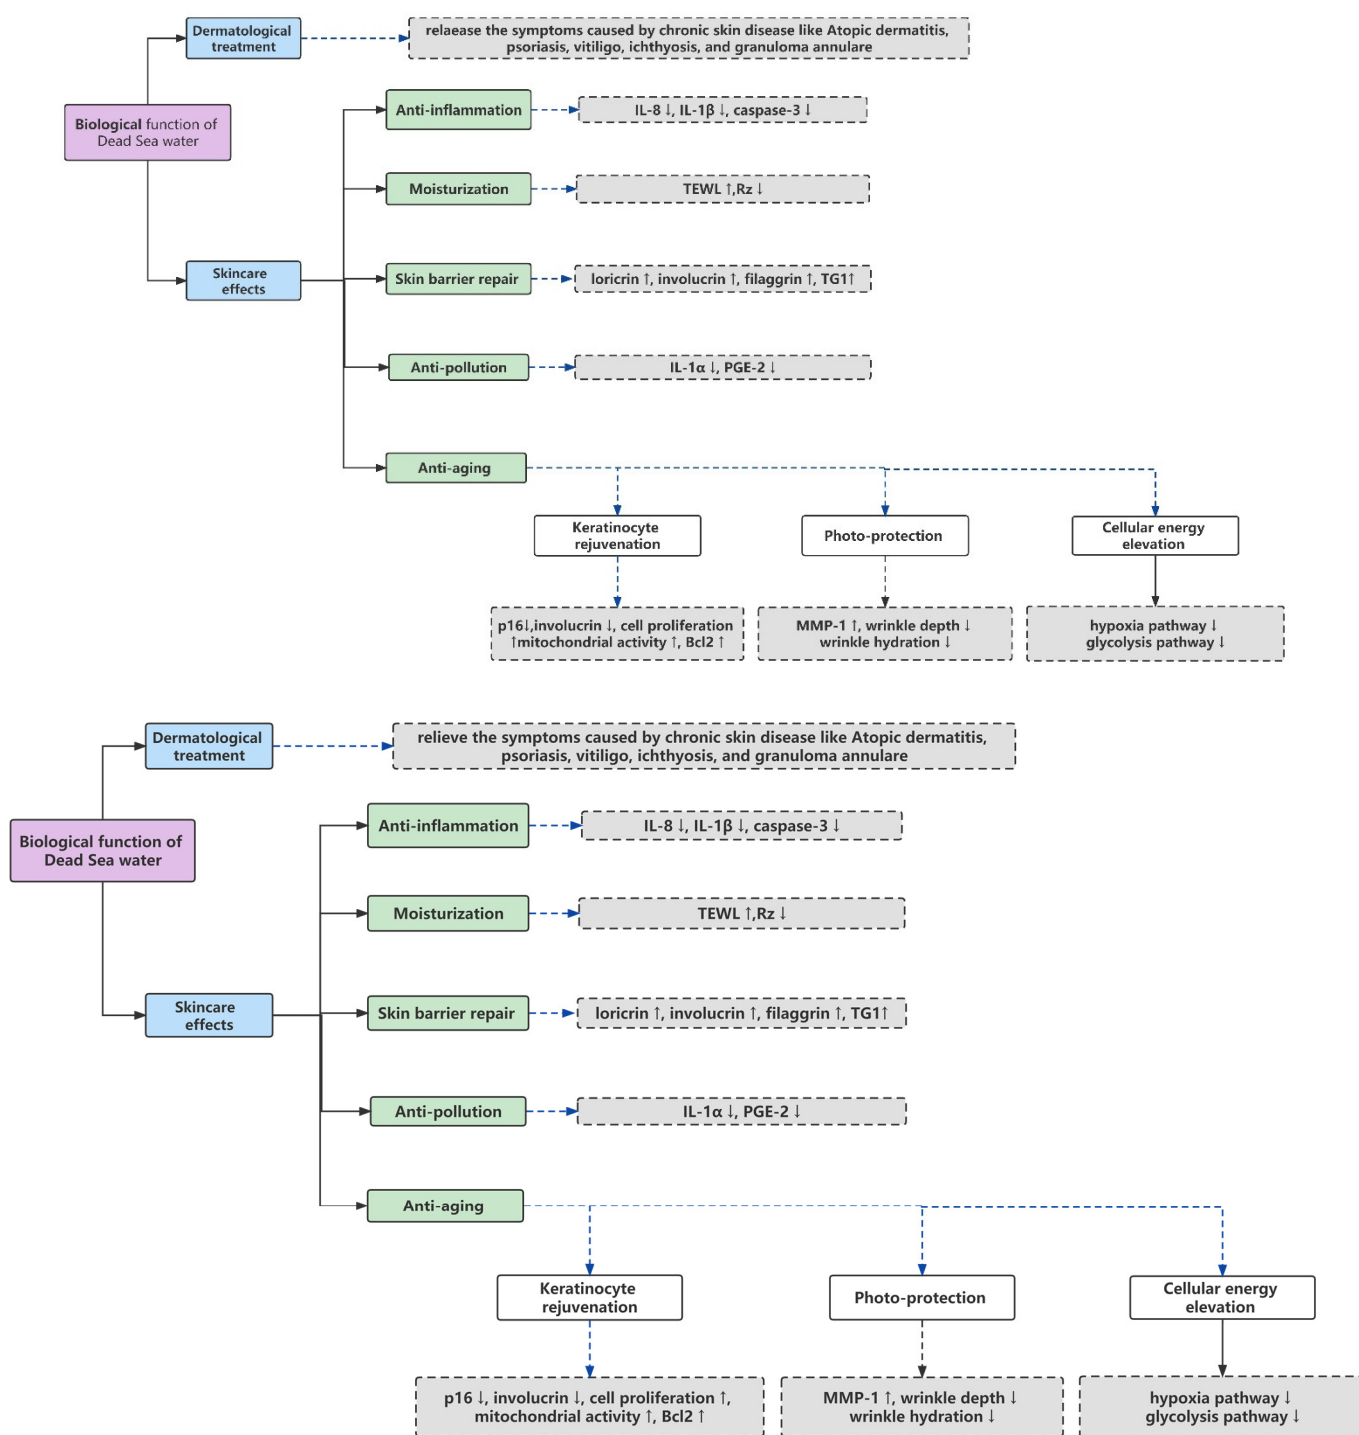 Dermatological
treatment
relaease the symptoms caused by chronic skin disease like Atopic dermatitis,
psoriasis, vitiligo, ichthyosis, and granuloma annulare
Biological function of
Dead Sea water
Anti-inflammation
IL-8 ↓, IL-1β ↓, caspase-3 ↓
Moisturization
TEWL ↑,Rz ↓
Skincare
effects
Skin barrier repair
loricrin ↑, involucrin ↑, filaggrin ↑, TG1↑
Anti-pollution
IL-1α ↓, PGE-2 ↓
Anti-aging
Keratinocyte
rejuvenation
Photo-protection
Cellular energy
elevation
p16↓,involucrin ↓, cell proliferation
↑mitochondrial activity ↑, Bcl2 ↑
MMP-1 ↑, wrinkle depth ↓
wrinkle hydration ↓
hypoxia pathway ↓
glycolysis pathway ↓
Dermatological
treatment
relieve the symptoms caused by chronic skin disease like Atopic dermatitis,
psoriasis, vitiligo, ichthyosis, and granuloma annulare
Biological function of
Dead Sea water
Anti-inflammation
IL-8 ↓, IL-1β ↓, caspase-3 ↓
Moisturization
TEWL ↑,Rz ↓
Skincare
effects
Skin barrier repair
loricrin ↑, involucrin ↑, filaggrin ↑, TG1↑
Anti-pollution
IL-1α ↓, PGE-2 ↓
Anti-aging
Keratinocyte
rejuvenation
Photo-protection
Cellular energy
elevation
p16 ↓, involucrin ↓, cell proliferation ↑,
mitochondrial activity ↑, Bcl2 ↑
MMP-1 ↑, wrinkle depth ↓
wrinkle hydration ↓
hypoxia pathway ↓
glycolysis pathway ↓